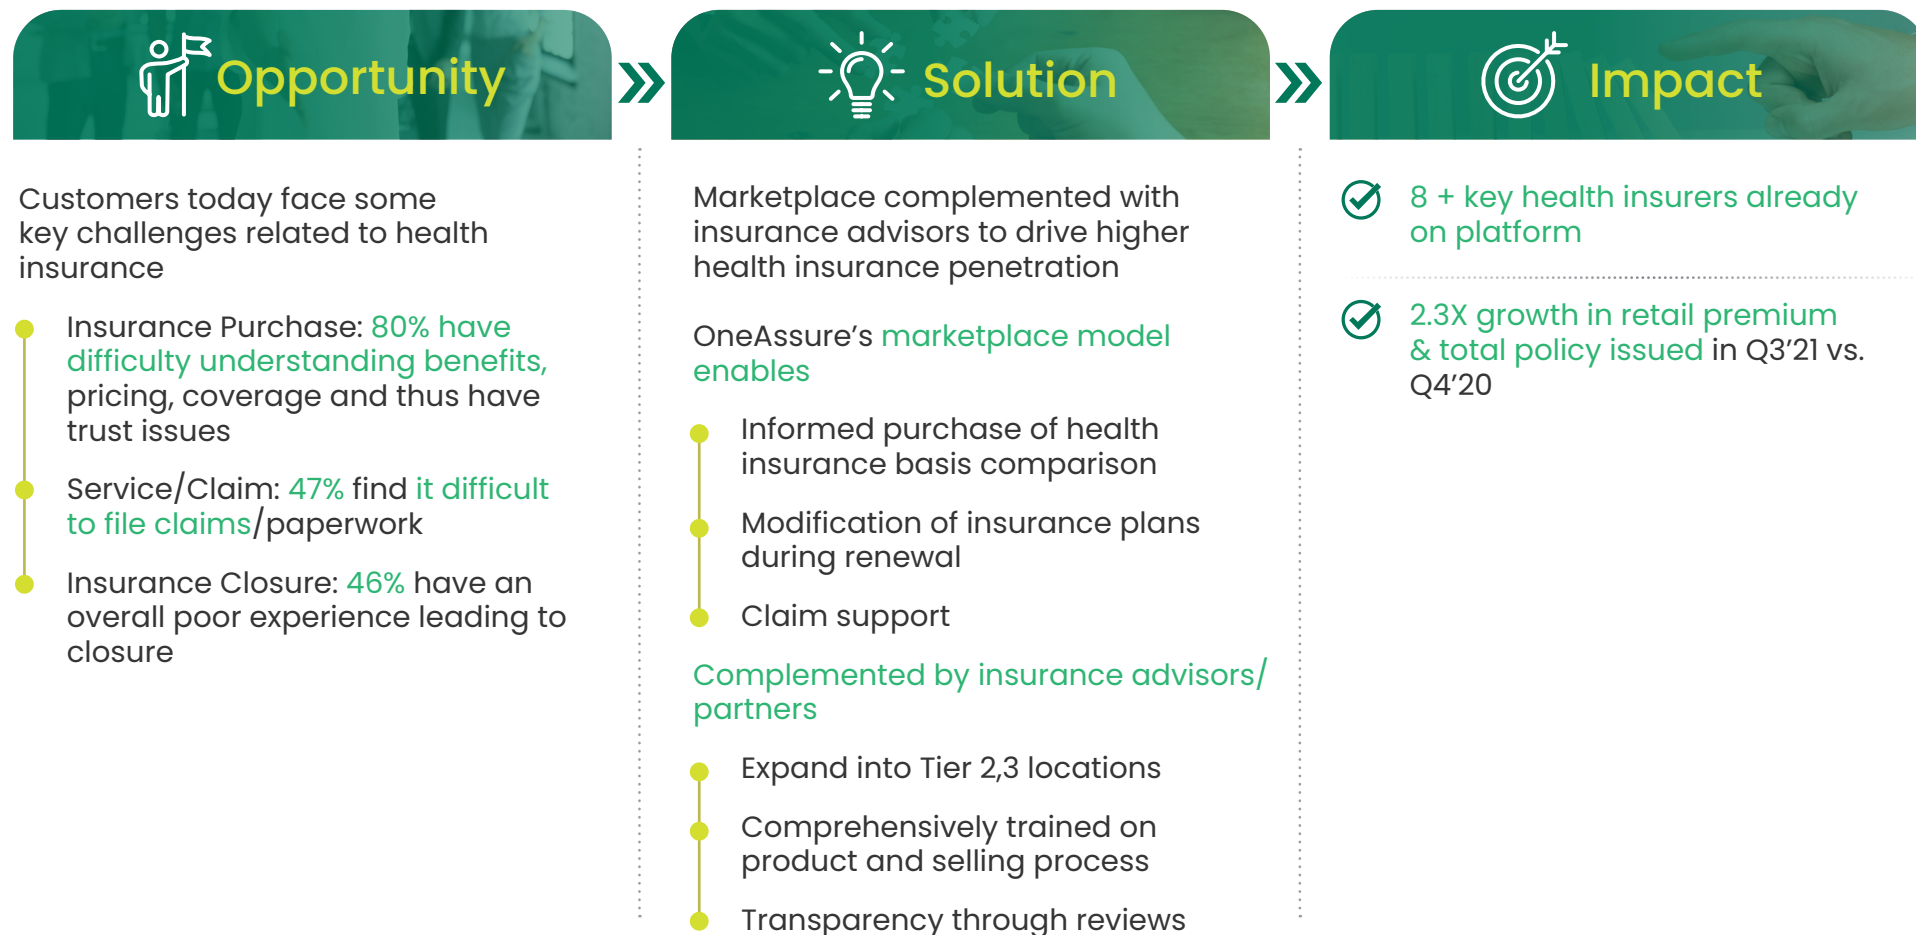 Opportunity
Customers today face some
key challenges related to health
insurance
Insurance Purchase: 80% have
difficulty understanding benefits,
pricing, coverage and thus have
trust issues
Service/Claim: 47% find it difficult
to file claims/paperwork
Insurance Closure: 46% have an
overall poor experience leading to
closure
Solution
Marketplace complemented with
insurance advisors to drive higher
health insurance penetration
OneAssure’s marketplace model
enables
Informed purchase of health
insurance basis comparison
Modification of insurance plans
during renewal
Claim support
Complemented by insurance advisors/
partners
Expand into Tier 2,3 locations
Comprehensively trained on
product and selling process
Transparency through reviews
Impact
8 + key health insurers already
on platform
2.3X growth in retail premium
& total policy issued in Q3’21 vs.
Q4’20